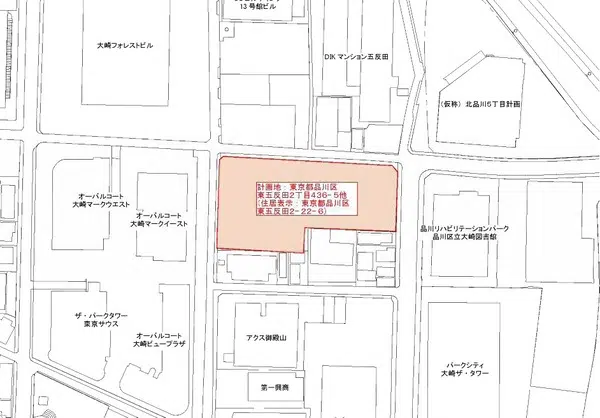 13号館ビル
大崎フォレストビル
DIKマンション五反田
(仮称)北品川5丁目計画
計画地：東京都品川区
東五反田2丁目436-5他
(住居表示：東京都品川区
東五反田2-22-6)
オーバルコート
大崎マークウエスト
オーバルコート
大崎マークイースト
品川リハビリテーションパーク
品川区立大崎図書館
ザ・パークタワー
東京サウス
オーバルコート
大崎ビュープラザ
アクス御殿山
第一興商
パークシティ
大崎ザ・タワー